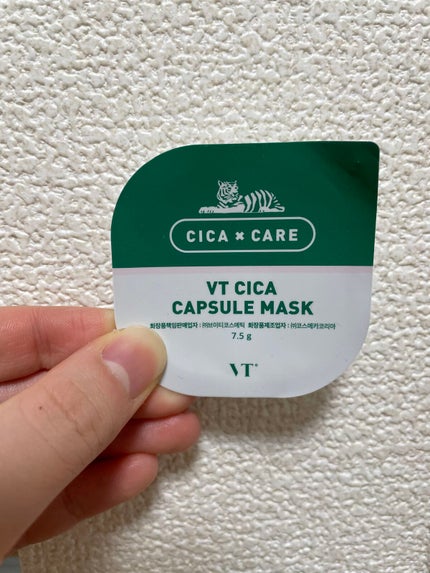 CICA × CARE
VT CICA
CAPSULE MASK
화장품책임판매업자 : ㈜브이티코스메틱 화장품제조업자 : ㈜코스메카코리아
7.5 g
VT®